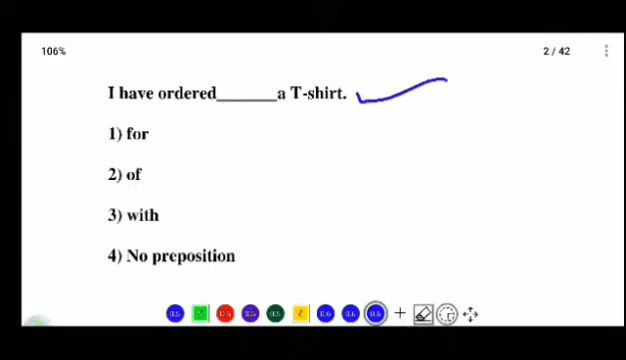 106%
2 / 42
I have ordered_______a T-shirt.
1) for
2) of
3) with
4) No preposition